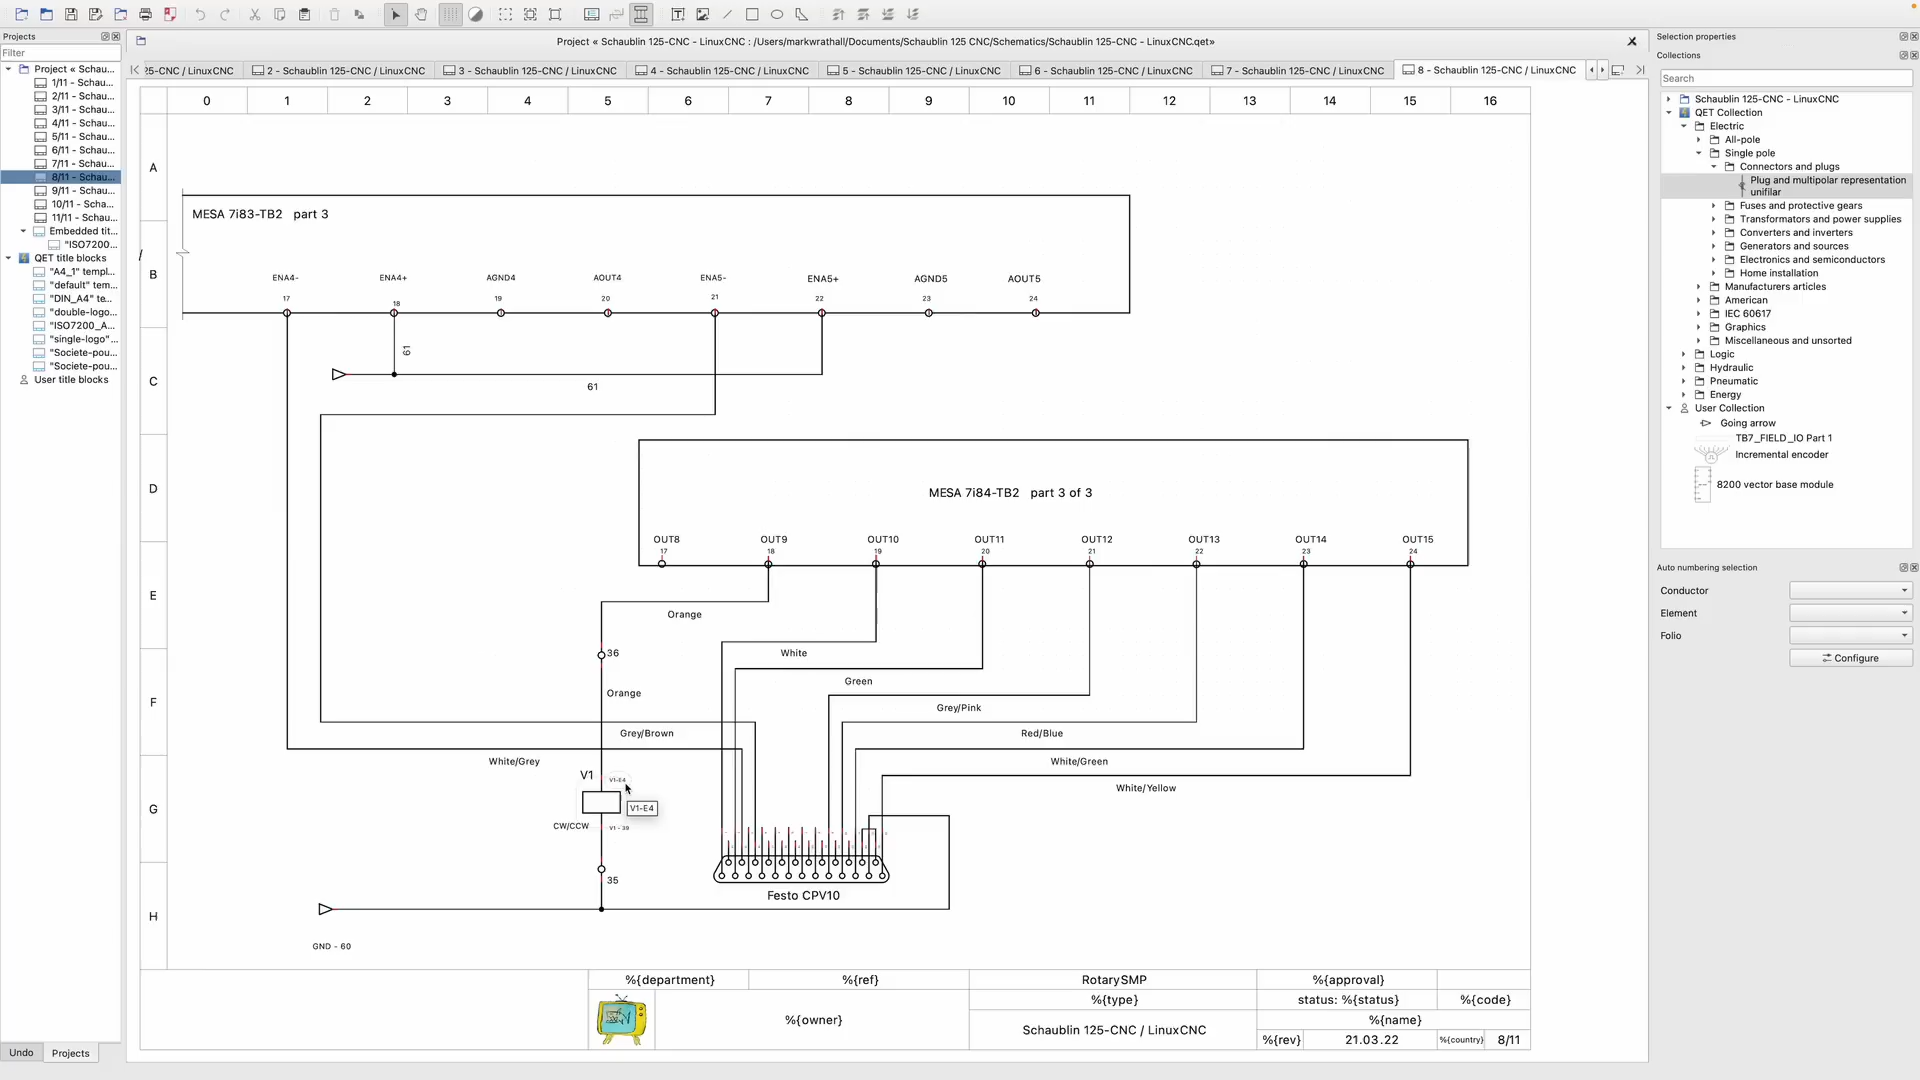 Project « Schaublin 125-CNC - LinuxCNC : /Users/markwrathall/Documents/Schaublin 125 CNC/Schematics/Schaublin 125-CNC - LinuxCNC.qet»
Projects
Filter
Project « Schau...
1/11 - Schau...
2/11 - Schau...
3/11 - Schau...
4/11 - Schau...
5/11 - Schau...
6/11 - Schau...
7/11 - Schau...
8/11 - Schau...
9/11 - Schau...
10/11 - Scha...
11/11 - Schau...
Embedded tit...
"ISO7200...
QET title blocks
"A4_1" templ...
"default" tem...
"DIN_A4" te...
"double-logo...
"ISO7200_A...
"single-logo"...
"Societe-pou...
"Societe-pou...
User title blocks
Undo
Projects
25-CNC / LinuxCNC
2 - Schaublin 125-CNC / LinuxCNC
3 - Schaublin 125-CNC / LinuxCNC
4 - Schaublin 125-CNC / LinuxCNC
5 - Schaublin 125-CNC / LinuxCNC
6 - Schaublin 125-CNC / LinuxCNC
7 - Schaublin 125-CNC / LinuxCNC
8 - Schaublin 125-CNC / LinuxCNC
0 1 2 3 4 5 6 7 8 9 10 11 12 13 14 15 16
A
B
C
D
E
F
G
H
MESA 7i83-TB2 part 3
ENA4- ENA4+ AGND4 AOUT4 ENA5- ENA5+ AGND5 AOUT5
17 18 19 20 21 22 23 24
61
61
MESA 7i84-TB2 part 3 of 3
OUT8 OUT9 OUT10 OUT11 OUT12 OUT13 OUT14 OUT15
17 18 19 20 21 22 23 24
Orange
36
White
Green
Orange
Grey/Pink
Grey/Brown
Red/Blue
White/Grey
White/Green
V1
V1-E4
White/Yellow
V1-E4
CW/CCW
V1 - 39
35
Festo CPV10
GND - 60
%{department}
%{ref}
RotarySMP
%{approval}
%{type}
status: %{status}
%{code}
%{owner}
Schaublin 125-CNC / LinuxCNC
%{name}
%{rev}
21.03.22
%{country}
8/11
Selection properties
Collections
Search
Schaublin 125-CNC - LinuxCNC
QET Collection
Electric
All-pole
Single pole
Connectors and plugs
Plug and multipolar representation
unifilar
Fuses and protective gears
Transformators and power supplies
Converters and inverters
Generators and sources
Electronics and semiconductors
Home installation
Manufacturers articles
American
IEC 60617
Graphics
Miscellaneous and unsorted
Logic
Hydraulic
Pneumatic
Energy
User Collection
Going arrow
TB7_FIELD_IO Part 1
Incremental encoder
8200 vector base module
Auto numbering selection
Conductor
Element
Folio
Configure